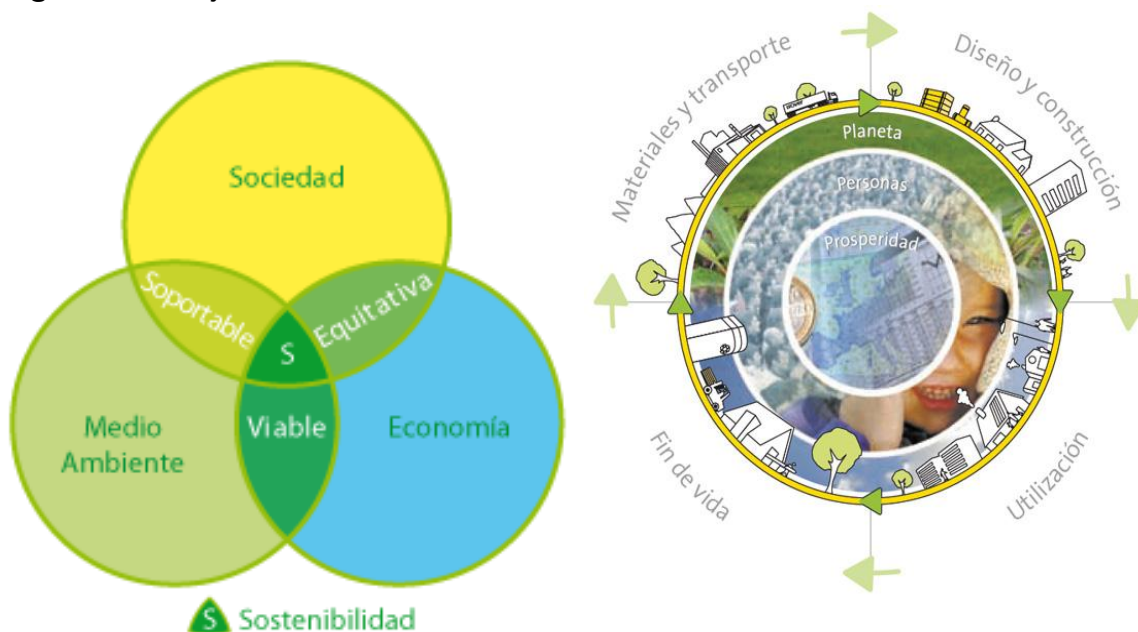 Sociedad
Soportable
Equitativa
S
Medio
Ambiente
Viable
Economía
S Sostenibilidad
Materiales y transporte
Diseño y construcción
Planeta
Personas
Prosperidad
Fin de vida
Utilización